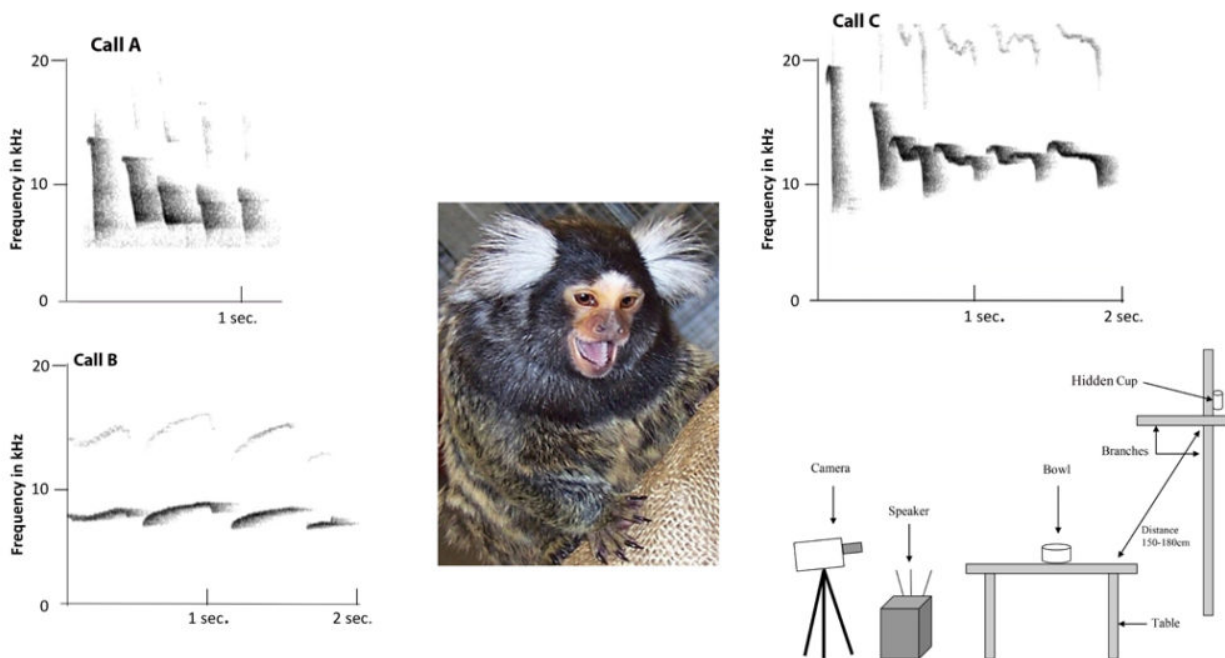 Call A
Frequency in kHz
20
10
0
1 sec.
Call B
Frequency in kHz
20
10
0
1 sec.
2 sec.
Call C
Frequency in kHz
20
10
0
1 sec.
2 sec.
Hidden Cup
Branches
Camera
Speaker
Bowl
Distance
150-180cm
Table